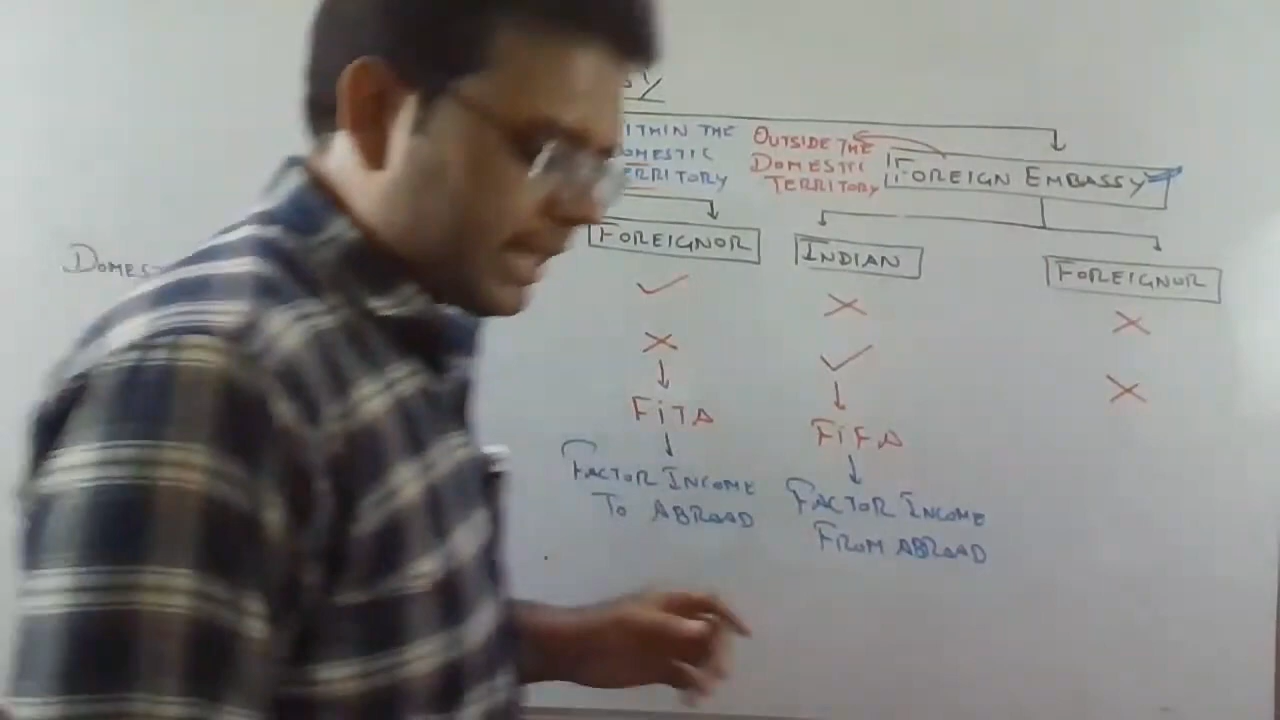 THE
OUTSIDE THE
DOMESTIC
DOMESTIC
TERRITORY
TERRITORY
FOREIGN EMBASSY
FOREIGNOR
INDIAN
FOREIGNOR
FiTA
FiFA
FACTOR INCOME
TO ABROAD
FACTOR INCOME
FROM ABROAD